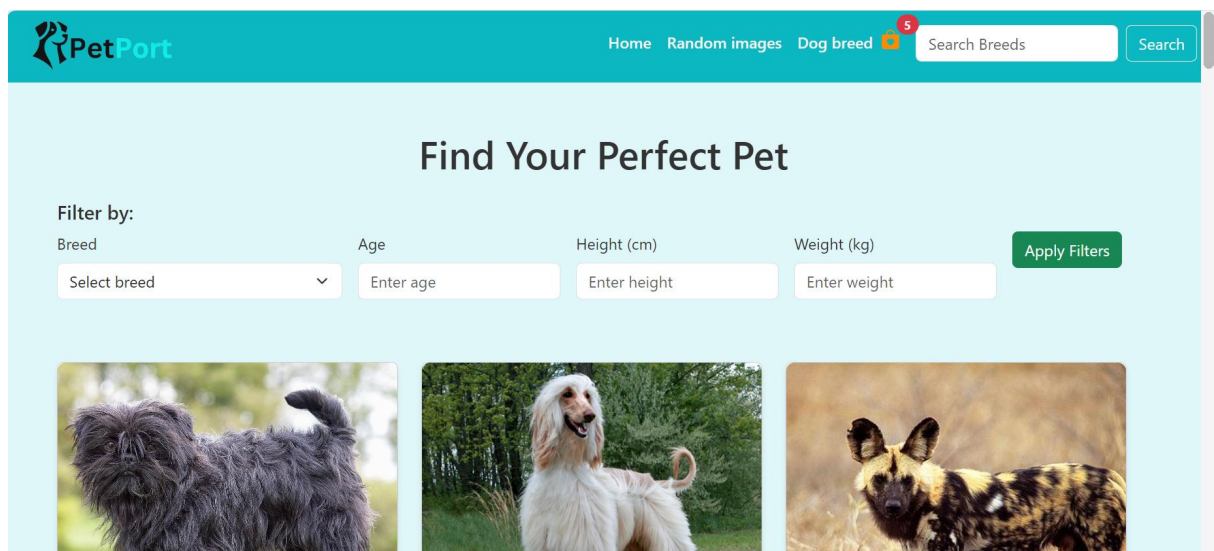 PetPort
Home Random images Dog breed 5 Search Breeds Search
Find Your Perfect Pet
Filter by:
Breed Age Height (cm) Weight (kg) Apply Filters
Select breed Enter age Enter height Enter weight